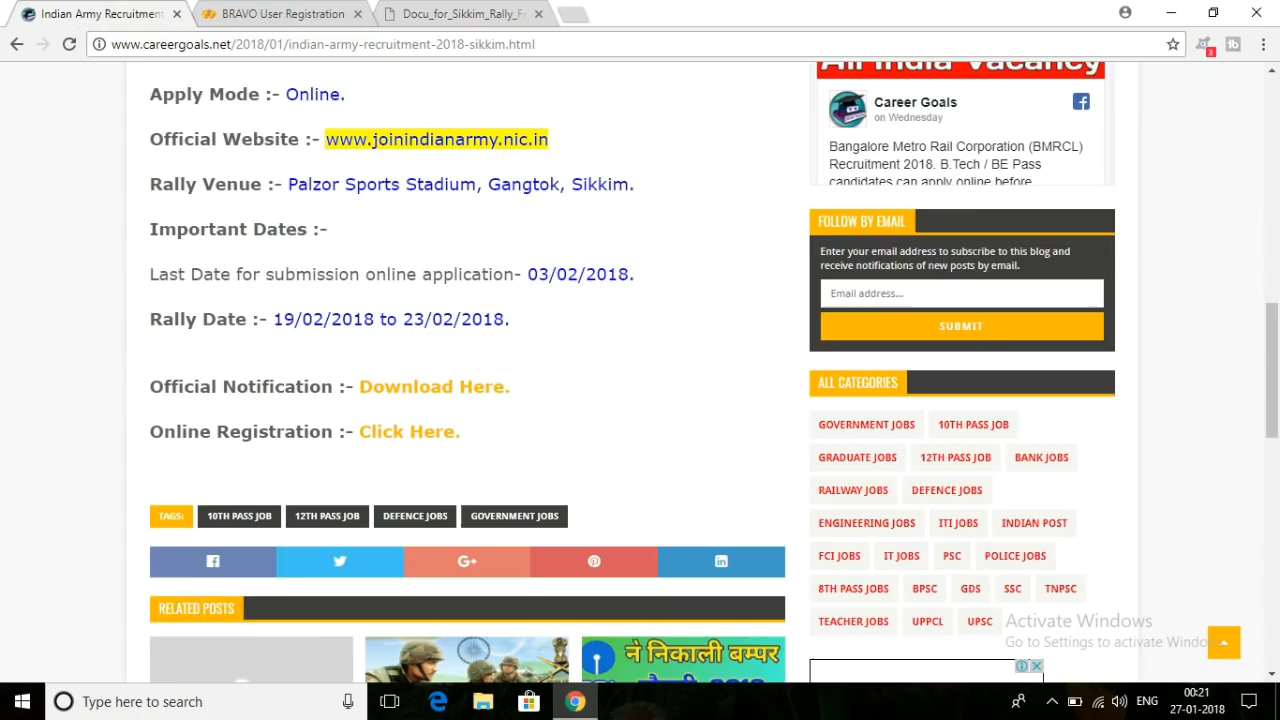 Indian Army Recruitment
BRAVO User Registration
Docu_for_Sikkim_Rally_F
www.careergoals.net/2018/01/indian-army-recruitment-2018-sikkim.html
3
Apply Mode :- Online.
Official Website :- www.joinindianarmy.nic.in
Rally Venue :- Palzor Sports Stadium, Gangtok, Sikkim.
Important Dates :-
Last Date for submission online application- 03/02/2018.
Rally Date :- 19/02/2018 to 23/02/2018.
Official Notification :- Download Here.
Online Registration :- Click Here.
TAGS: 10TH PASS JOB 12TH PASS JOB DEFENCE JOBS GOVERNMENT JOBS
RELATED POSTS
ने निकाली बम्पर
2018
All India Vacancy
Career Goals
on Wednesday
Bangalore Metro Rail Corporation (BMRCL)
Recruitment 2018. B.Tech / BE Pass
candidates can apply online before
FOLLOW BY EMAIL
Enter your email address to subscribe to this blog and
receive notifications of new posts by email.
Email address...
SUBMIT
ALL CATEGORIES
GOVERNMENT JOBS 10TH PASS JOB
GRADUATE JOBS 12TH PASS JOB BANK JOBS
RAILWAY JOBS DEFENCE JOBS
ENGINEERING JOBS ITI JOBS INDIAN POST
FCI JOBS IT JOBS PSC POLICE JOBS
8TH PASS JOBS BPSC GDS SSC TNPSC
TEACHER JOBS UPPCL UPSC
Activate Windows
Go to Settings to activate Windo
Type here to search
ENG
00:21
27-01-2018